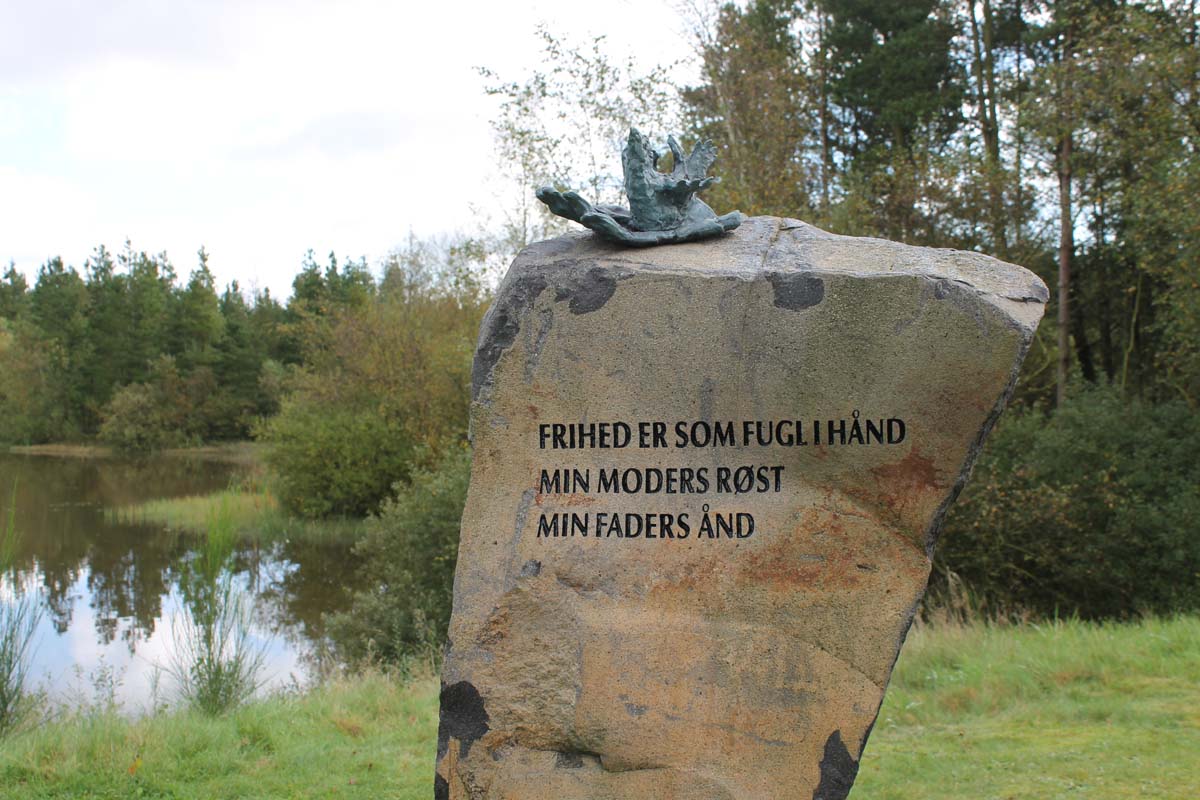 FRIHED ER SOM FUGL I HÅND
MIN MODERS RØST
MIN FADERS ÅND